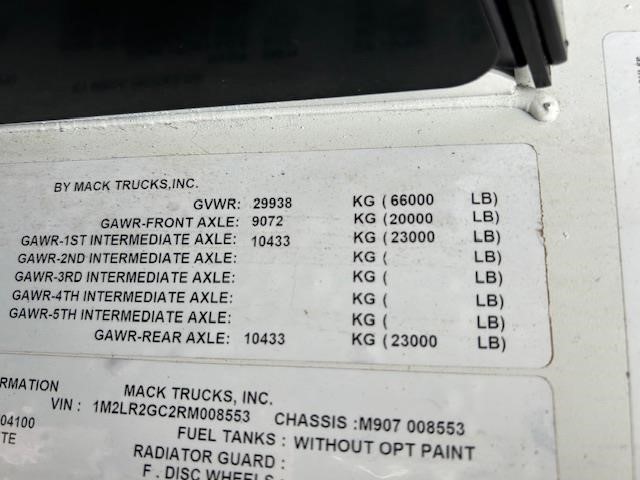 BY MACK TRUCKS,INC.
GVWR: 29938 KG ( 66000 LB)
GAWR-FRONT AXLE: 9072 KG ( 20000 LB)
GAWR-1ST INTERMEDIATE AXLE: 10433 KG ( 23000 LB)
GAWR-2ND INTERMEDIATE AXLE: KG ( LB)
GAWR-3RD INTERMEDIATE AXLE: KG ( LB)
GAWR-4TH INTERMEDIATE AXLE: KG ( LB)
GAWR-5TH INTERMEDIATE AXLE: KG ( LB)
GAWR-REAR AXLE: 10433 KG ( 23000 LB)
ORMATION MACK TRUCKS, INC.
VIN : 1M2LR2GC2RM008553 CHASSIS :M907 008553
04100 FUEL TANKS : WITHOUT OPT PAINT
TE RADIATOR GUARD :
F. DISC WHEELS :